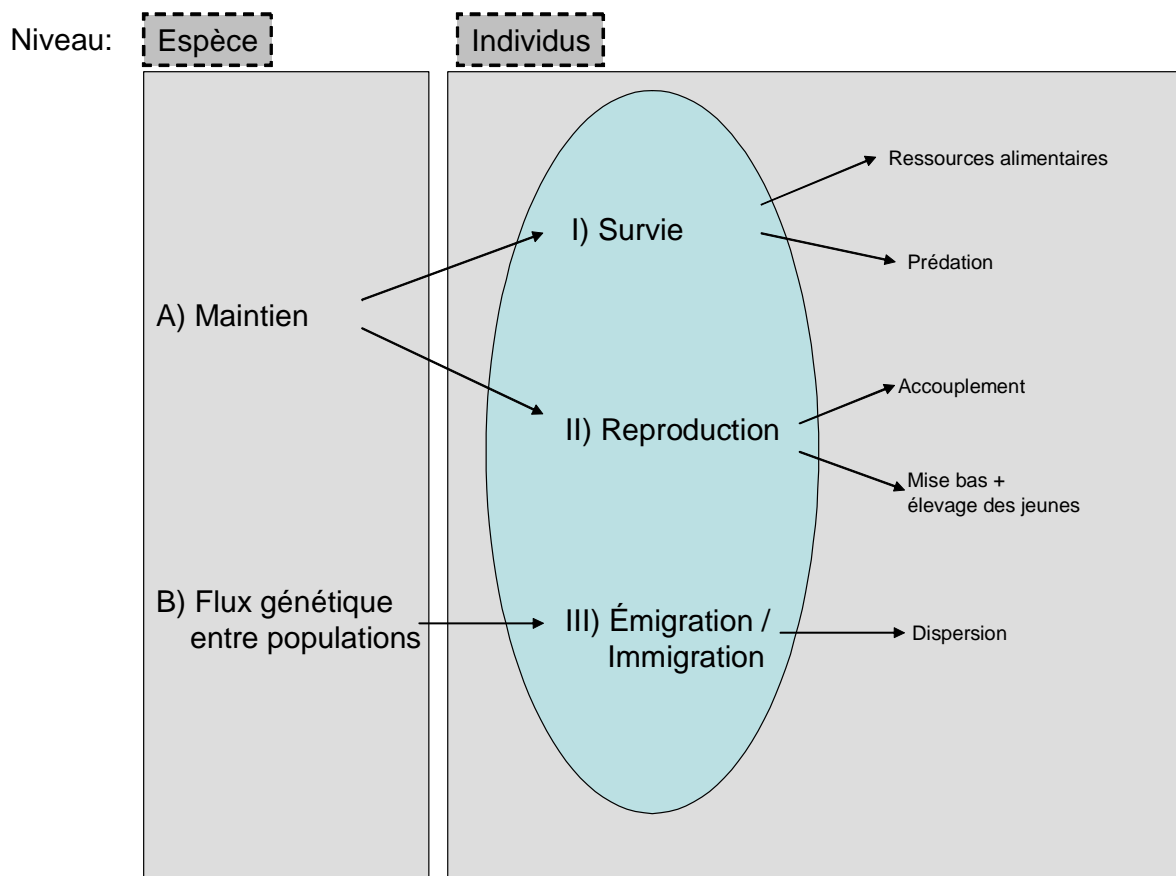 Niveau:
Espèce
Individus
Ressources alimentaires
I) Survie
Prédation
A) Maintien
Accouplement
II) Reproduction
Mise bas +
élevage des jeunes
B) Flux génétique
entre populations
III) Émigration /
Immigration
Dispersion